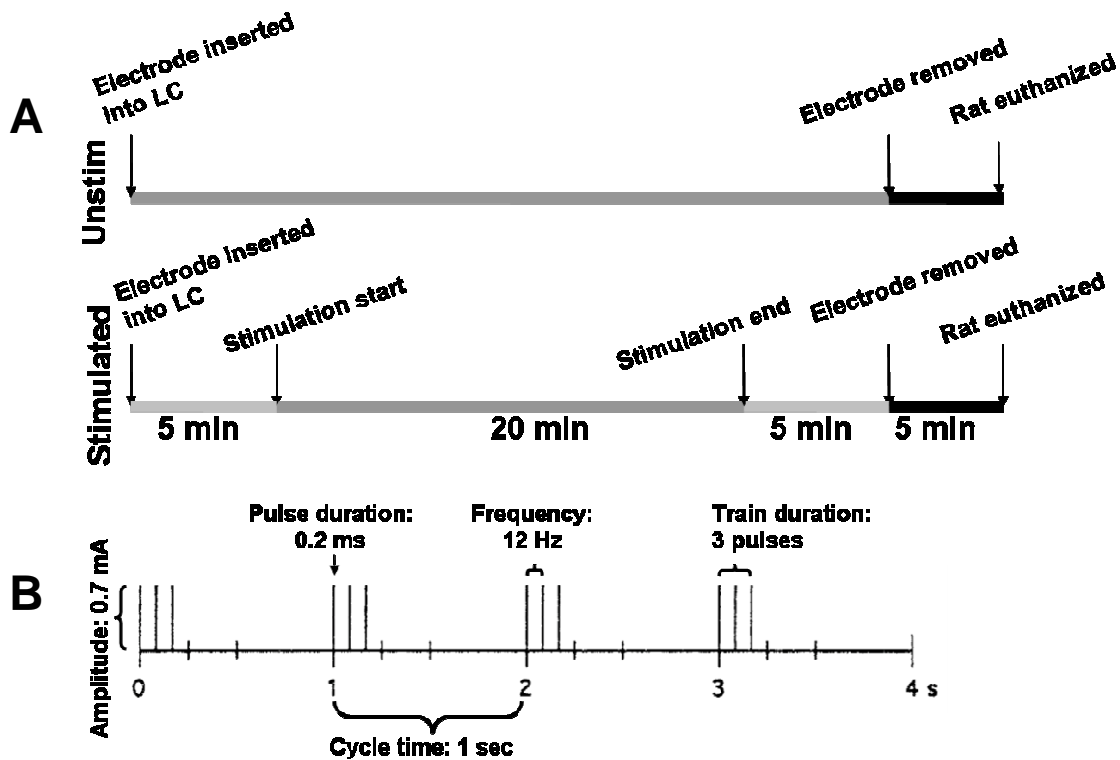 A
Unstim
Electrode inserted
into LC
Electrode removed
Rat euthanized
Stimulated
Electrode inserted
into LC
Stimulation start
Stimulation end
Electrode removed
Rat euthanized
5 min
20 min
5 min
5 min
B
Amplitude: 0.7 mA
Pulse duration:
0.2 ms
Frequency:
12 Hz
Train duration:
3 pulses
0 1 2 3 4 s
Cycle time: 1 sec